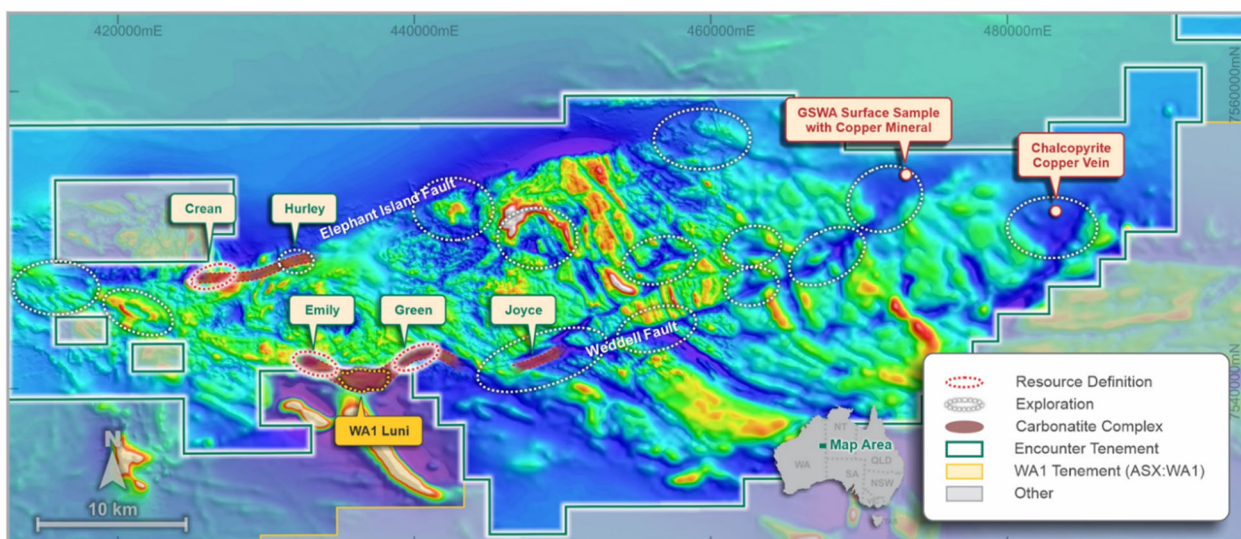 420000mE
440000mE
460000mE
480000mE
7560000mN
GSWA Surface Sample
with Copper Mineral
Chalcopyrite
Copper Vein
Elephant Island Fault
Crean
Hurley
Emily
Green
Joyce
Weddell Fault
WA1 Luni
7540000mN
N
10 km
Map Area
WA
NT
SA
QLD
NSW
VIC
TAS
Resource Definition
Exploration
Carbonatite Complex
Encounter Tenement
WA1 Tenement (ASX:WA1)
Other